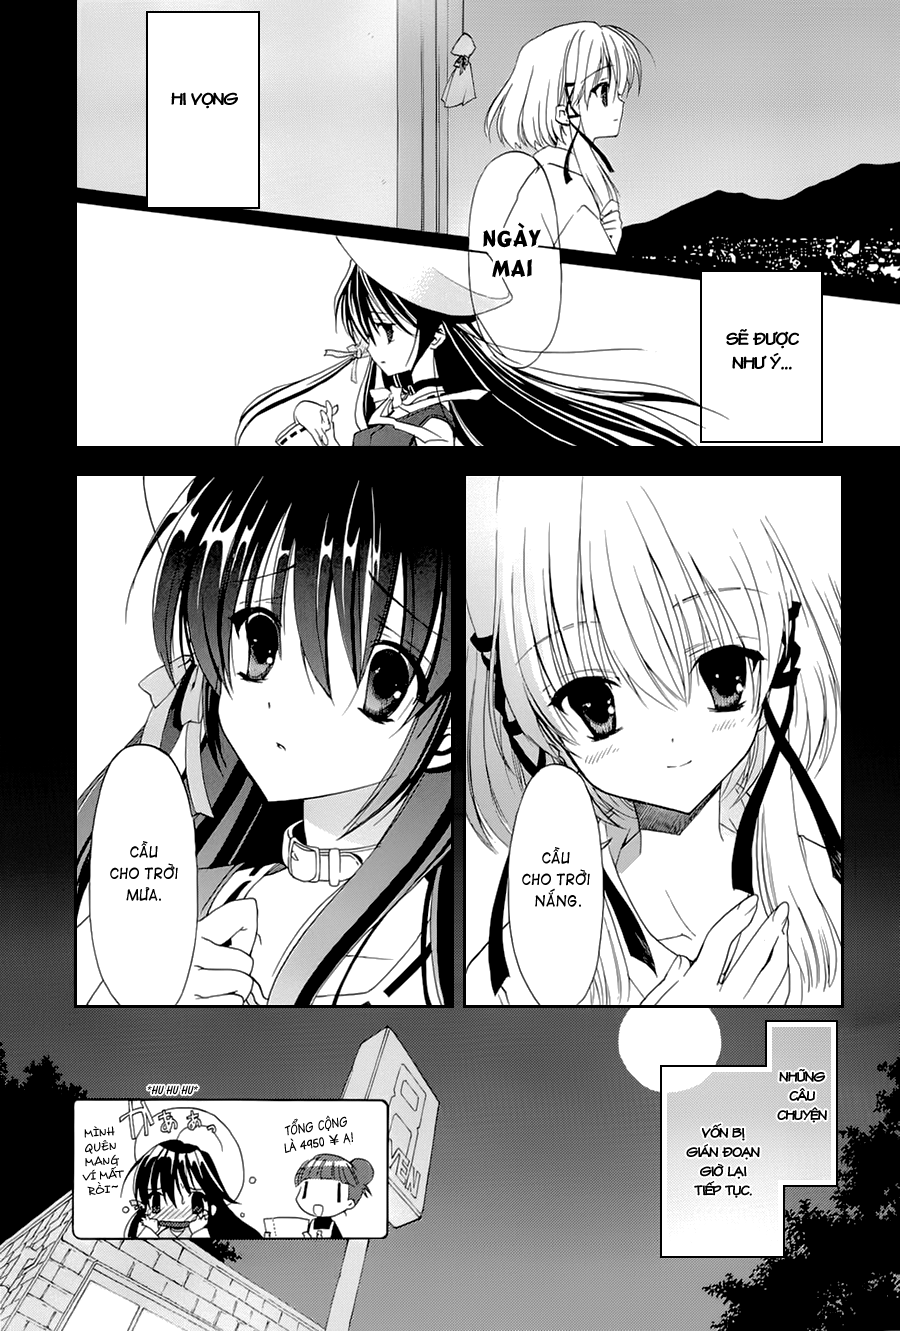 HI VỌNG
NGÀY
MAI
SẼ ĐƯỢC
NHƯ Ý...
CẦU
CHO TRỜI
MƯA.
CẦU
CHO TRỜI
NẮNG.
NHỮNG
CÂU
CHUYỆN
VỐN BỊ
GIÁN ĐOẠN
GIỜ LẠI
TIẾP TỤC.
*HU HU HU*
MÌNH
QUÊN
MANG
VÍ MẤT
RỒI~
TỔNG CỘNG
LÀ 4950 ¥ Ạ!